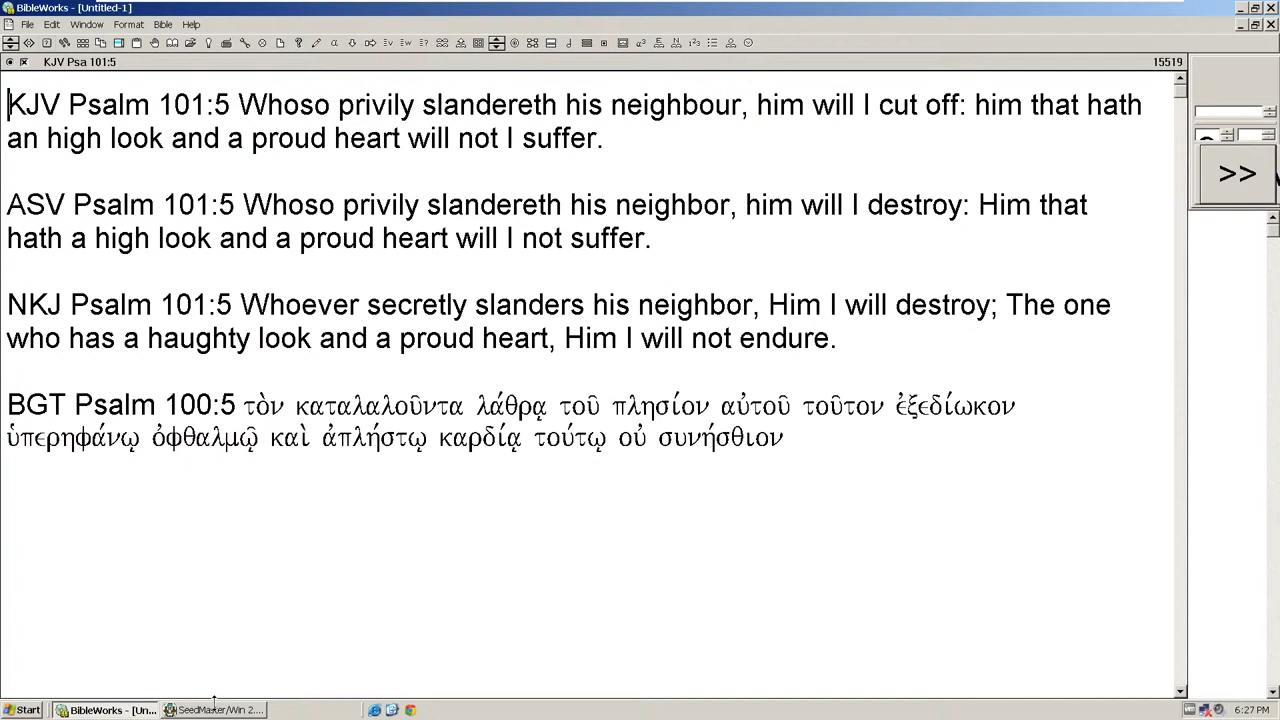 BibleWorks - [Untitled-1]
File Edit Window Format Bible Help
KJV Psa 101:5 15519
KJV Psalm 101:5 Whoso privily slandereth his neighbour, him will I cut off: him that hath
an high look and a proud heart will not I suffer.
ASV Psalm 101:5 Whoso privily slandereth his neighbor, him will I destroy: Him that
hath a high look and a proud heart will I not suffer.
NKJ Psalm 101:5 Whoever secretly slanders his neighbor, Him I will destroy; The one
who has a haughty look and a proud heart, Him I will not endure.
BGT Psalm 100:5 τὸν καταλαλοῦντα λάθρᾳ τοῦ πλησίον αὐτοῦ τοῦτον ἐξεδίωκον
ὑπερηφάνῳ ὀφθαλμῷ καὶ ἀπλήστῳ καρδίᾳ τούτῳ οὐ συνήσθιον
>>
Start BibleWorks - [Un... SeedMaster/Win 2.... 6:27 PM